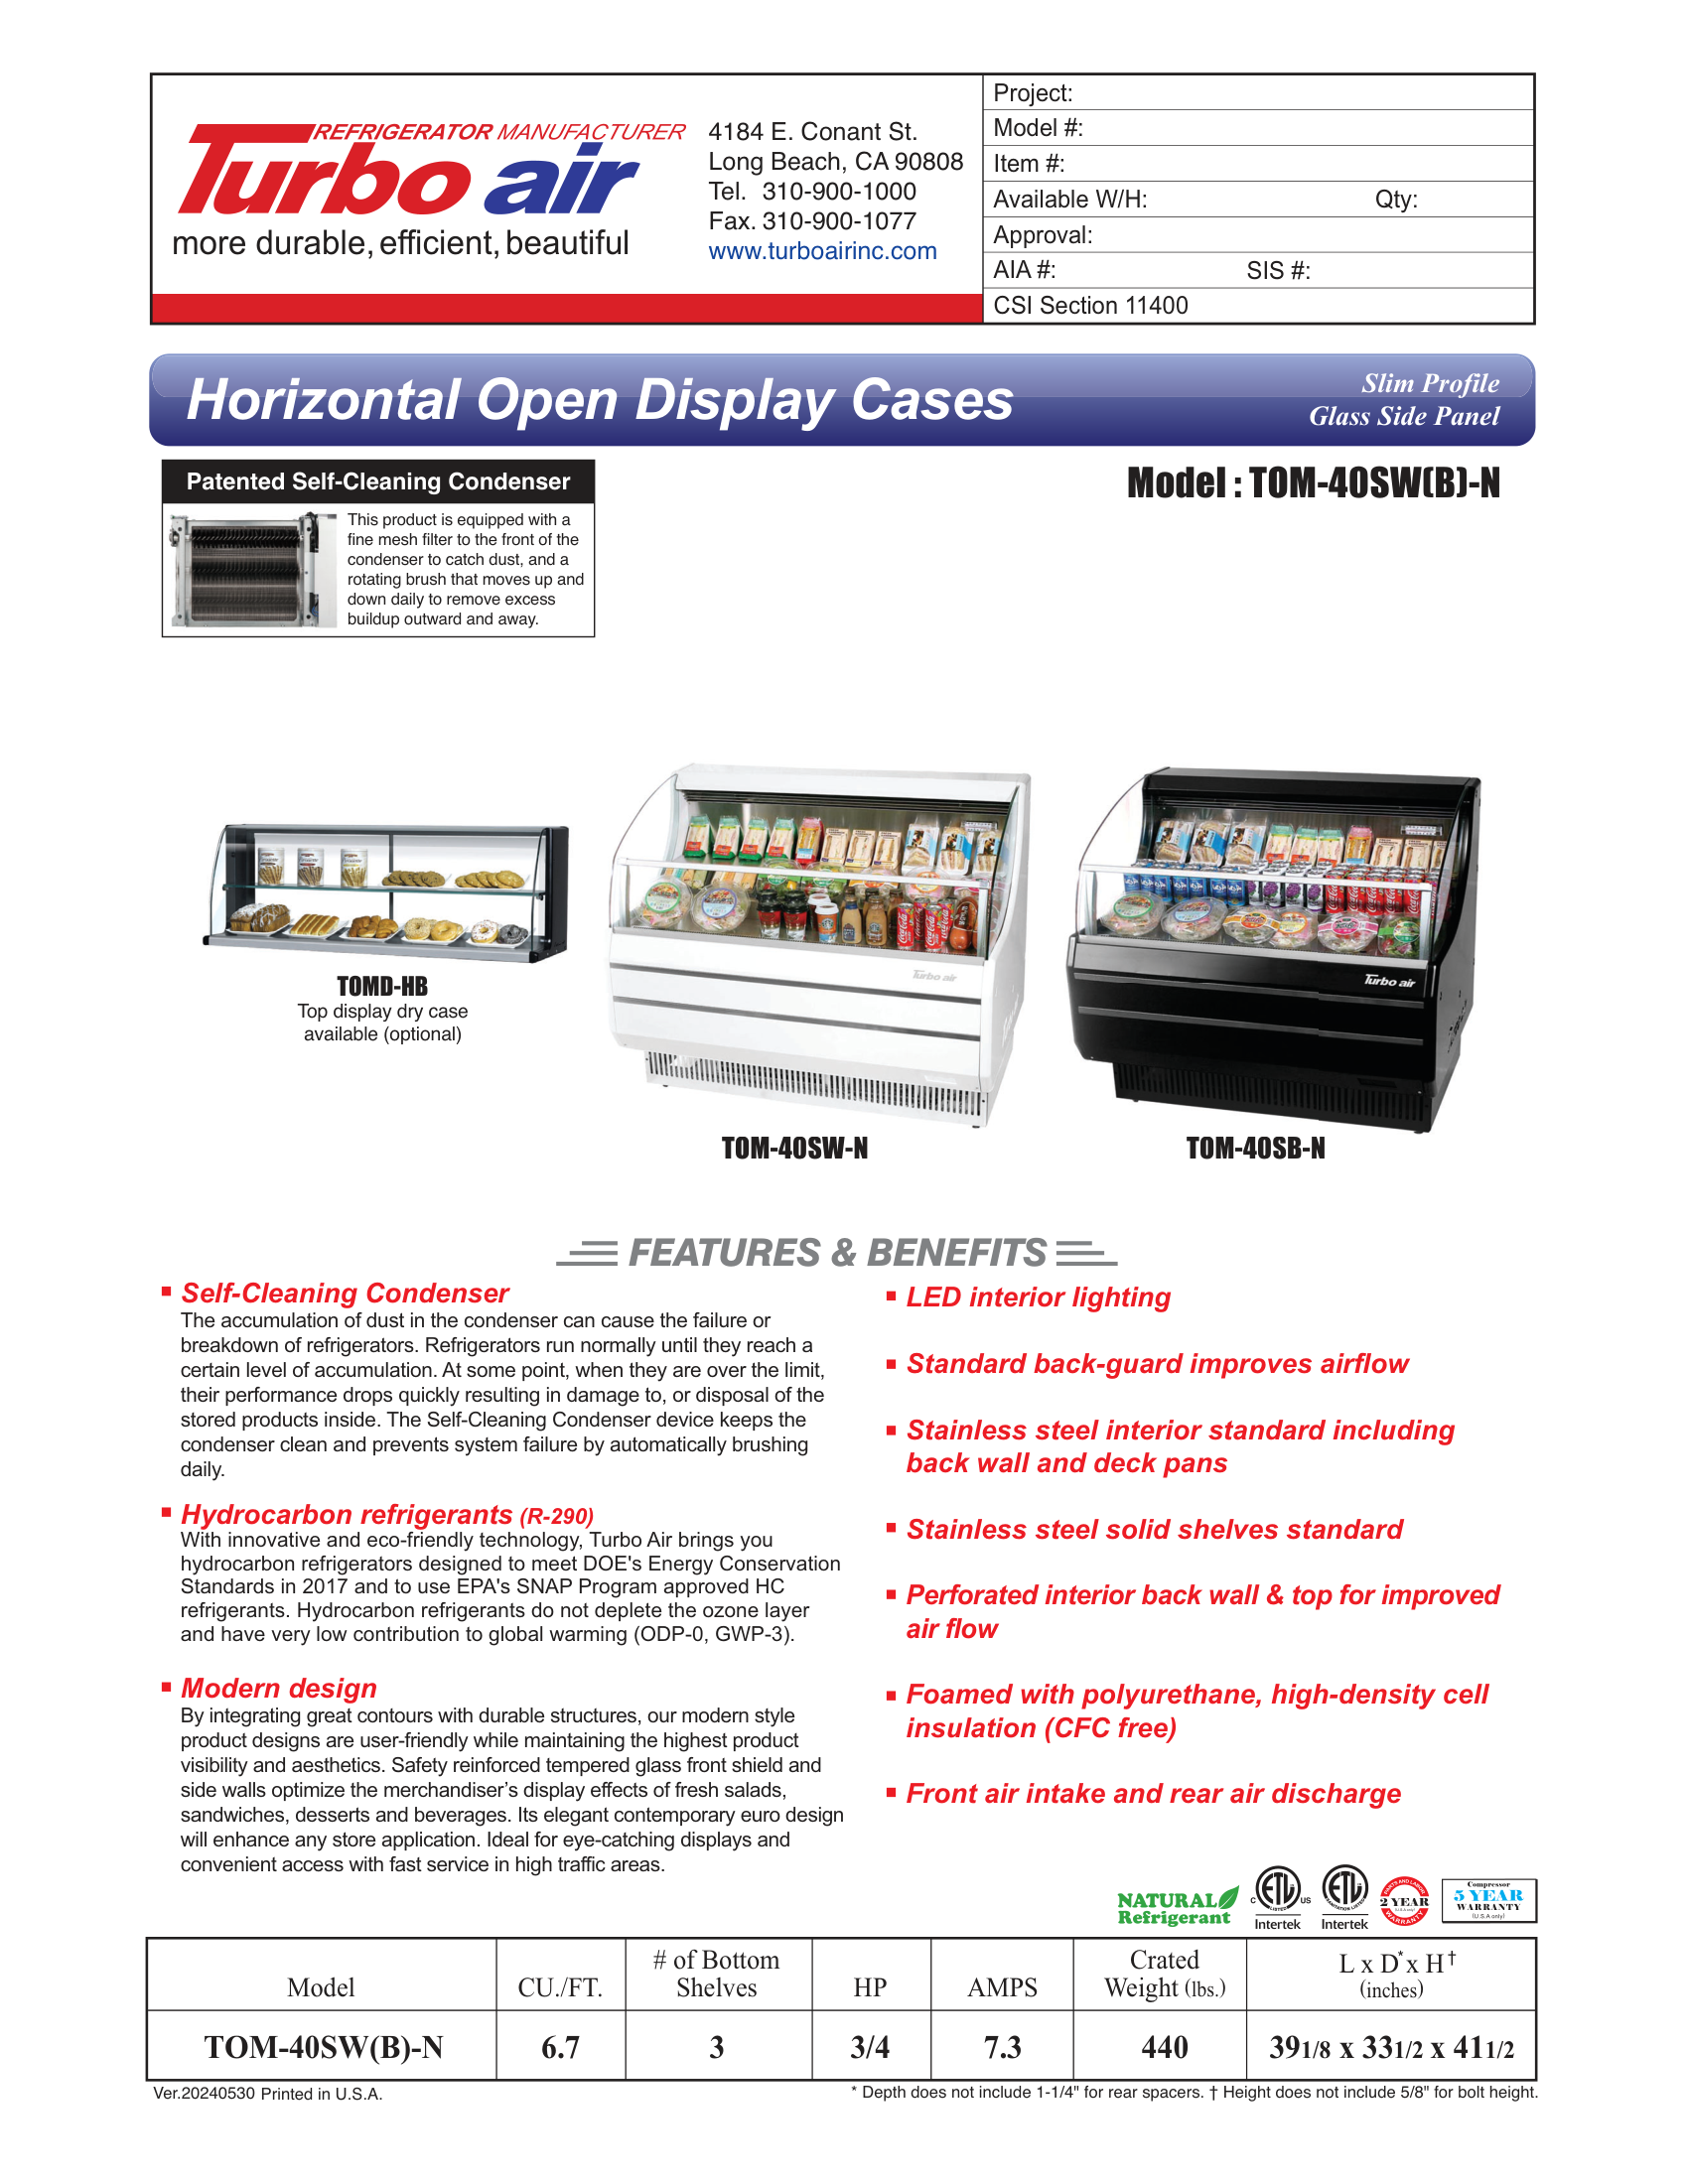 REFRIGERATOR MANUFACTURER
Turbo air
more durable, efficient, beautiful
4184 E. Conant St.
Long Beach, CA 90808
Tel. 310-900-1000
Fax. 310-900-1077
www.turboairinc.com
Project:
Model #:
Item #:
Available W/H: Qty:
Approval:
AIA #: SIS #:
CSI Section 11400
Horizontal Open Display Cases
Slim Profile
Glass Side Panel
Patented Self-Cleaning Condenser
This product is equipped with a
fine mesh filter to the front of the
condenser to catch dust, and a
rotating brush that moves up and
down daily to remove excess
buildup outward and away.
Model : TOM-40SW(B)-N
TOMD-HB
Top display dry case
available (optional)
Turbo air
TOM-40SW-N
Turbo air
TOM-40SB-N
FEATURES & BENEFITS
Self-Cleaning Condenser
The accumulation of dust in the condenser can cause the failure or
breakdown of refrigerators. Refrigerators run normally until they reach a
certain level of accumulation. At some point, when they are over the limit,
their performance drops quickly resulting in damage to, or disposal of the
stored products inside. The Self-Cleaning Condenser device keeps the
condenser clean and prevents system failure by automatically brushing
daily.
Hydrocarbon refrigerants (R-290)
With innovative and eco-friendly technology, Turbo Air brings you
hydrocarbon refrigerators designed to meet DOE's Energy Conservation
Standards in 2017 and to use EPA's SNAP Program approved HC
refrigerants. Hydrocarbon refrigerants do not deplete the ozone layer
and have very low contribution to global warming (ODP-0, GWP-3).
Modern design
By integrating great contours with durable structures, our modern style
product designs are user-friendly while maintaining the highest product
visibility and aesthetics. Safety reinforced tempered glass front shield and
side walls optimize the merchandiser's display effects of fresh salads,
sandwiches, desserts and beverages. Its elegant contemporary euro design
will enhance any store application. Ideal for eye-catching displays and
convenient access with fast service in high traffic areas.
LED interior lighting
Standard back-guard improves airflow
Stainless steel interior standard including
back wall and deck pans
Stainless steel solid shelves standard
Perforated interior back wall & top for improved
air flow
Foamed with polyurethane, high-density cell
insulation (CFC free)
Front air intake and rear air discharge
NATURAL
Refrigerant
C ETL US
LISTED
Intertek
ETL
SANITATION LISTED
Intertek
PARTS AND LABOR
2 YEAR
(U.S.A only)
WARRANTY
Compressor
5 YEAR
WARRANTY
(U.S.A only)
Model CU./FT. # of Bottom Shelves HP AMPS Crated Weight (lbs.) L x D* x H† (inches)
TOM-40SW(B)-N 6.7 3 3/4 7.3 440 39 1/8 x 33 1/2 x 41 1/2
Ver.20240530 Printed in U.S.A.
* Depth does not include 1-1/4" for rear spacers. † Height does not include 5/8" for bolt height.